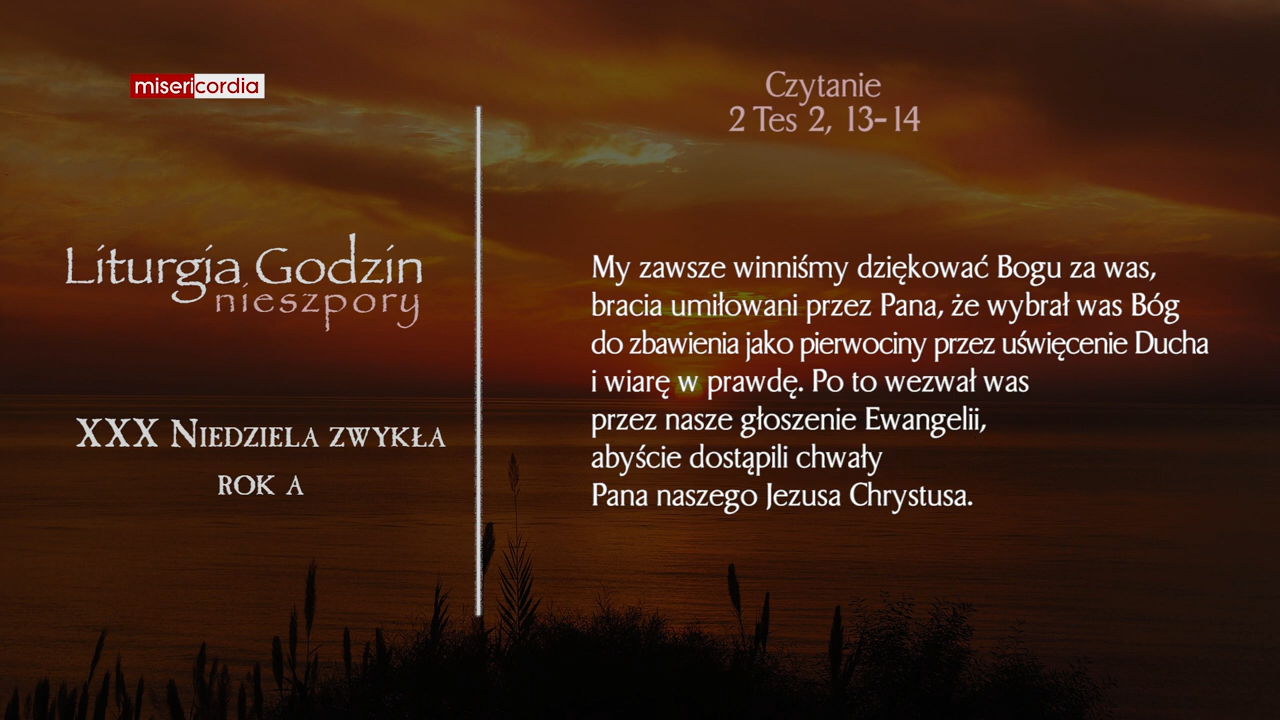 misericordia
Liturgia Godzin
nieszpory
XXX Niedziela zwykła
rok a
Czytanie
2 Tes 2, 13-14
My zawsze winniśmy dziękować Bogu za was,
bracia umiłowani przez Pana, że wybrał was Bóg
do zbawienia jako pierwociny przez uświęcenie Ducha
i wiarę w prawdę. Po to wezwał was
przez nasze głoszenie Ewangelii,
abyście dostąpili chwały
Pana naszego Jezusa Chrystusa.